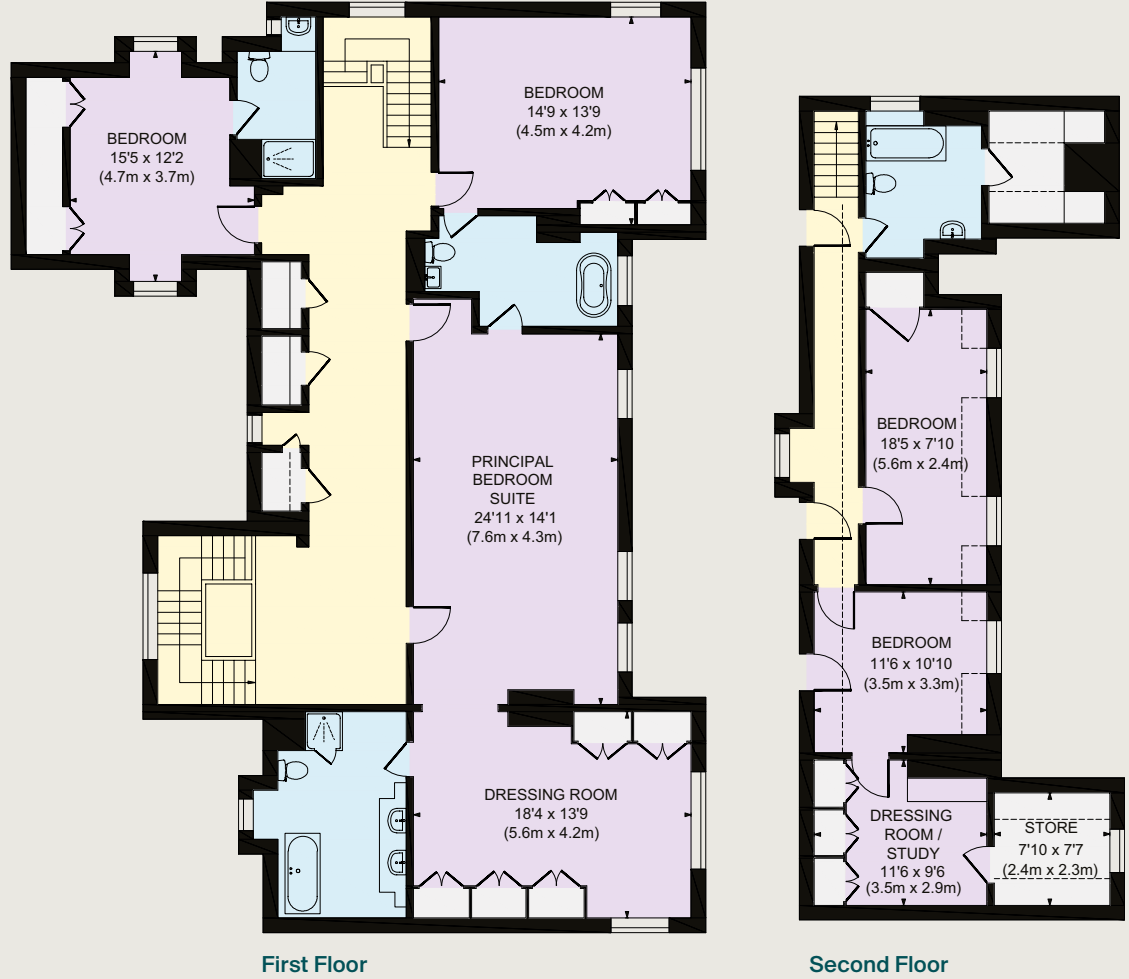 BEDROOM
14'9 x 13'9
(4.5m x 4.2m)
BEDROOM
15'5 x 12'2
(4.7m x 3.7m)
PRINCIPAL
BEDROOM
SUITE
24'11 x 14'1
(7.6m x 4.3m)
DRESSING ROOM
18'4 x 13'9
(5.6m x 4.2m)
First Floor
BEDROOM
18'5 x 7'10
(5.6m x 2.4m)
BEDROOM
11'6 x 10'10
(3.5m x 3.3m)
DRESSING
ROOM /
STUDY
11'6 x 9'6
(3.5m x 2.9m)
STORE
7'10 x 7'7
(2.4m x 2.3m)
Second Floor